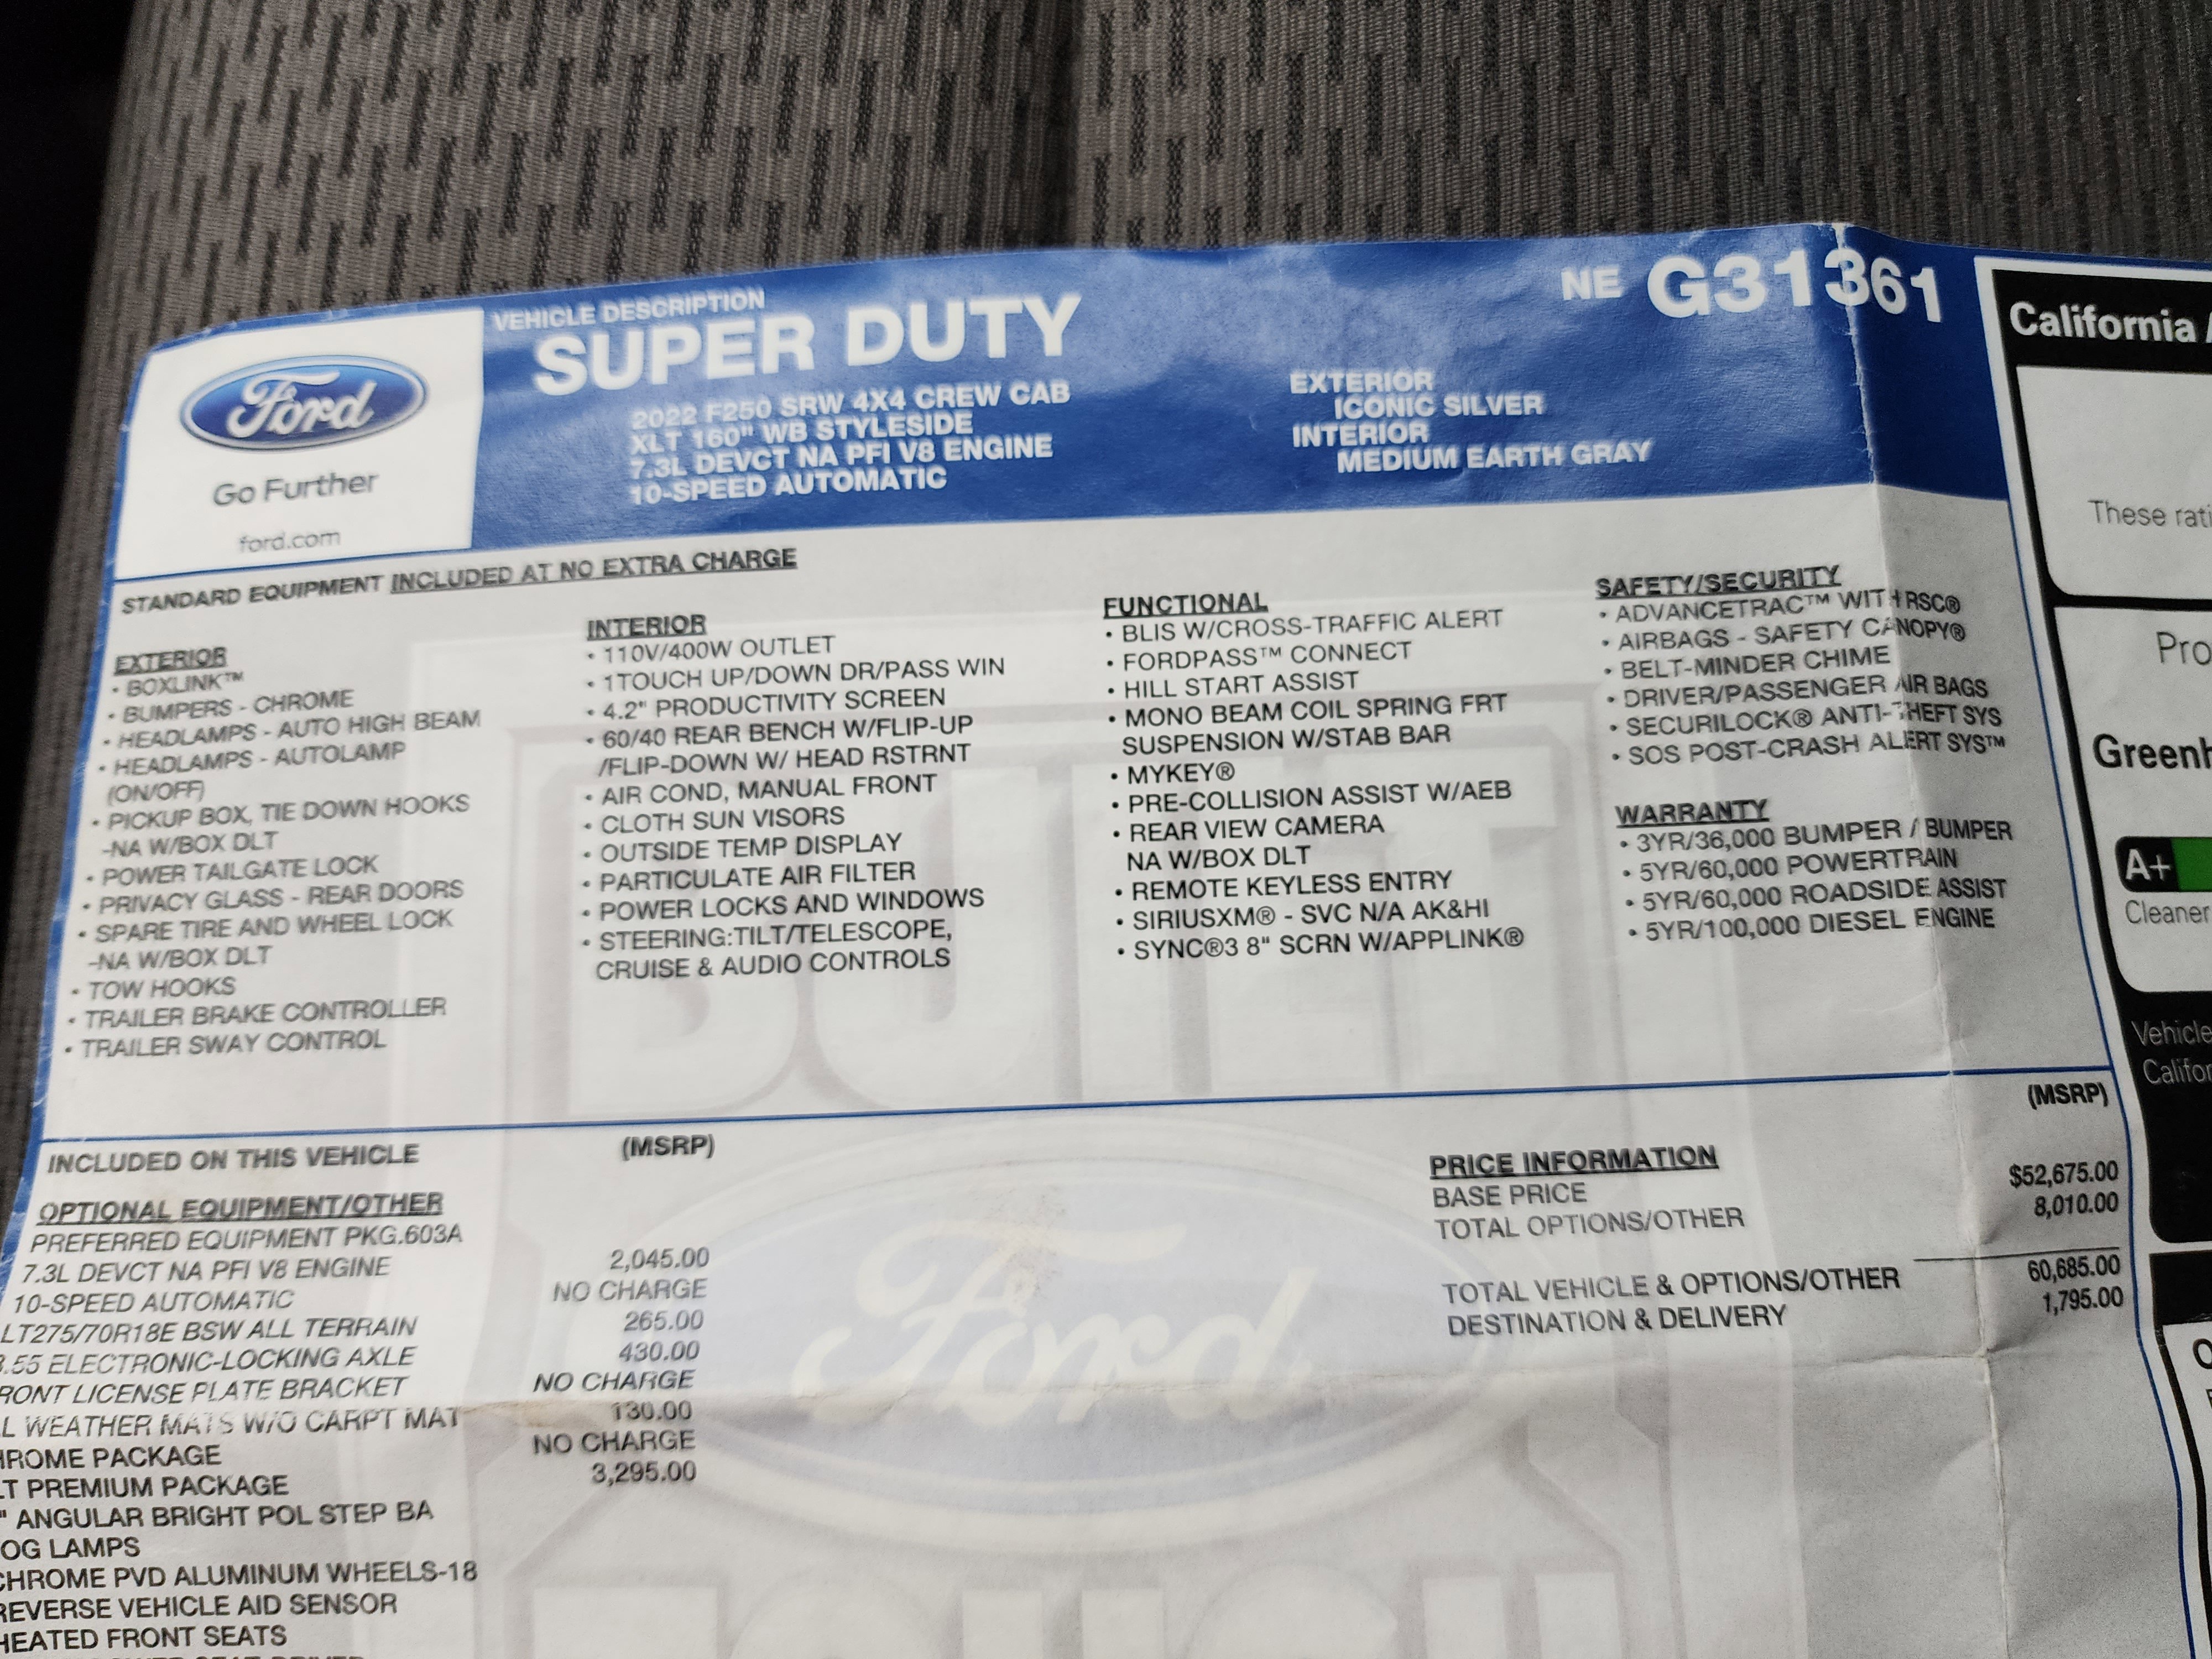 VEHICLE DESCRIPTION
SUPER DUTY
NE G31361
Ford
Go Further
ford.com
2022 F250 SRW 4X4 CREW CAB
XLT 160" WB STYLESIDE
7.3L DEVCT NA PFI V8 ENGINE
10-SPEED AUTOMATIC
EXTERIOR
ICONIC SILVER
INTERIOR
MEDIUM EARTH GRAY
STANDARD EQUIPMENT INCLUDED AT NO EXTRA CHARGE
EXTERIOR
• BOXLINK™
• BUMPERS - CHROME
• HEADLAMPS - AUTO HIGH BEAM
• HEADLAMPS - AUTOLAMP
(ON/OFF)
• PICKUP BOX, TIE DOWN HOOKS
-NA W/BOX DLT
• POWER TAILGATE LOCK
• PRIVACY GLASS - REAR DOORS
• SPARE TIRE AND WHEEL LOCK
-NA W/BOX DLT
• TOW HOOKS
• TRAILER BRAKE CONTROLLER
• TRAILER SWAY CONTROL
INTERIOR
• 110V/400W OUTLET
• 1TOUCH UP/DOWN DR/PASS WIN
• 4.2" PRODUCTIVITY SCREEN
• 60/40 REAR BENCH W/FLIP-UP
/FLIP-DOWN W/ HEAD RSTRNT
• AIR COND, MANUAL FRONT
• CLOTH SUN VISORS
• OUTSIDE TEMP DISPLAY
• PARTICULATE AIR FILTER
• POWER LOCKS AND WINDOWS
• STEERING:TILT/TELESCOPE,
CRUISE & AUDIO CONTROLS
FUNCTIONAL
• BLIS W/CROSS-TRAFFIC ALERT
• FORDPASS™ CONNECT
• HILL START ASSIST
• MONO BEAM COIL SPRING FRT
SUSPENSION W/STAB BAR
• MYKEY®
• PRE-COLLISION ASSIST W/AEB
• REAR VIEW CAMERA
NA W/BOX DLT
• REMOTE KEYLESS ENTRY
• SIRIUSXM® - SVC N/A AK&HI
• SYNC®3 8" SCRN W/APPLINK®
SAFETY/SECURITY
• ADVANCETRAC™ WITH RSC®
• AIRBAGS - SAFETY CANOPY®
• BELT-MINDER CHIME
• DRIVER/PASSENGER AIR BAGS
• SECURILOCK® ANTI-THEFT SYS
• SOS POST-CRASH ALERT SYS™
WARRANTY
• 3YR/36,000 BUMPER / BUMPER
• 5YR/60,000 POWERTRAIN
• 5YR/60,000 ROADSIDE ASSIST
• 5YR/100,000 DIESEL ENGINE
INCLUDED ON THIS VEHICLE (MSRP)
OPTIONAL EQUIPMENT/OTHER
PREFERRED EQUIPMENT PKG.603A
7.3L DEVCT NA PFI V8 ENGINE 2,045.00
10-SPEED AUTOMATIC NO CHARGE
LT275/70R18E BSW ALL TERRAIN 265.00
3.55 ELECTRONIC-LOCKING AXLE 430.00
RONT LICENSE PLATE BRACKET NO CHARGE
L WEATHER MATS W/O CARPT MAT 130.00
HROME PACKAGE NO CHARGE
LT PREMIUM PACKAGE 3,295.00
" ANGULAR BRIGHT POL STEP BA
OG LAMPS
CHROME PVD ALUMINUM WHEELS-18
REVERSE VEHICLE AID SENSOR
HEATED FRONT SEATS
(MSRP)
PRICE INFORMATION
BASE PRICE $52,675.00
TOTAL OPTIONS/OTHER 8,010.00
TOTAL VEHICLE & OPTIONS/OTHER 60,685.00
DESTINATION & DELIVERY 1,795.00
BUILT
Ford
California
These rati
Pro
Greenh
A+
Cleaner
Vehicle
Califor